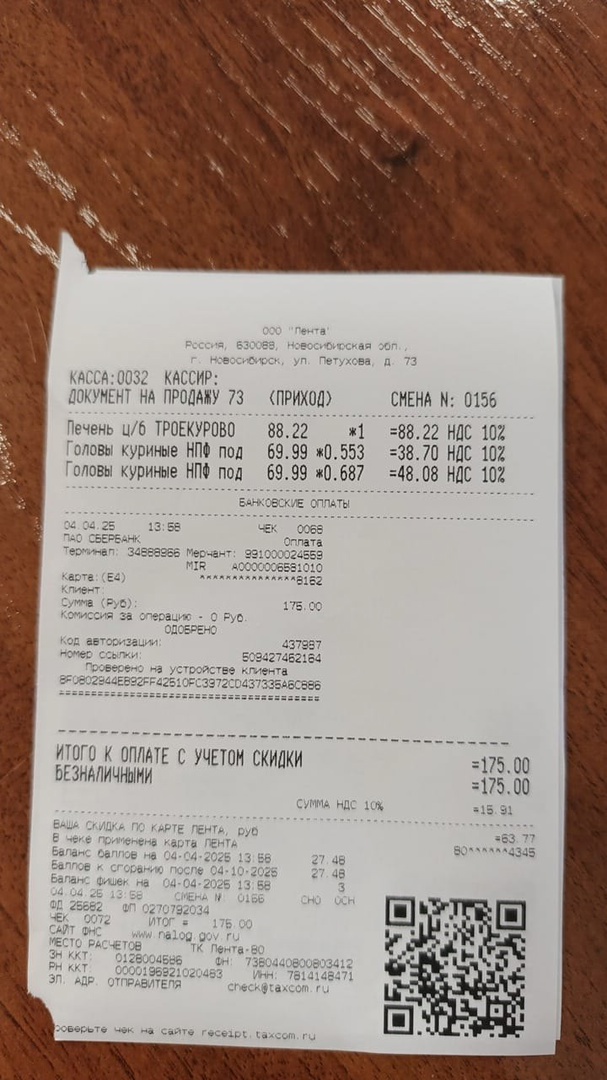 ООО "Лента"
Россия, 630088, Новосибирская обл.,
г. Новосибирск, ул. Петухова, д. 73
КАССА:0032 КАССИР:
ДОКУМЕНТ НА ПРОДАЖУ 73 (ПРИХОД) СМЕНА N: 0156
Печень ц/б ТРОЕКУРОВО 88.22 *1 =88.22 НДС 10%
Головы куриные НПФ под 69.99 *0.553 =38.70 НДС 10%
Головы куриные НПФ под 69.99 *0.687 =48.08 НДС 10%
БАНКОВСКИЕ ОПЛАТЫ
04.04.25 13:58 ЧЕК 0068
ПАО СБЕРБАНК Оплата
Терминал: 34888966 Мерчант: 991000024559
MIR A0000006581010
Карта:(E4) ***************8162
Клиент:
Сумма (Руб): 175.00
Комиссия за операцию - 0 Руб.
ОДОБРЕНО
Код авторизации: 437987
Номер ссылки: 509427462164
Проверено на устройстве клиента
8F0802944EB92FF42510FC3972CD437335A6C886
========================================
ИТОГО К ОПЛАТЕ С УЧЕТОМ СКИДКИ =175.00
БЕЗНАЛИЧНЫМИ =175.00
СУММА НДС 10% =15.91
ВАША СКИДКА ПО КАРТЕ ЛЕНТА, руб =63.77
В чеке применена карта ЛЕНТА 80******4345
Баланс баллов на 04-04-2025 13:58 27.48
Баллов к сгоранию после 04-10-2025 27.48
Баланс фишек на 04-04-2025 13:58 3
04.04.25 13:58 СМЕНА №: 0156 СНО ОСН
ФД 25682 ФП 0270792034
ЧЕК 0072 ИТОГ = 175.00
САЙТ ФНС www.nalog.gov.ru
МЕСТО РАСЧЕТОВ ТК Лента-80
ЗН ККТ: 0128004586 ФН: 7380440800803412
РН ККТ: 0000196921020463 ИНН: 7814148471
ЭЛ. АДР. ОТПРАВИТЕЛЯ check@taxcom.ru
роверьте чек на сайте receipt.taxcom.ru